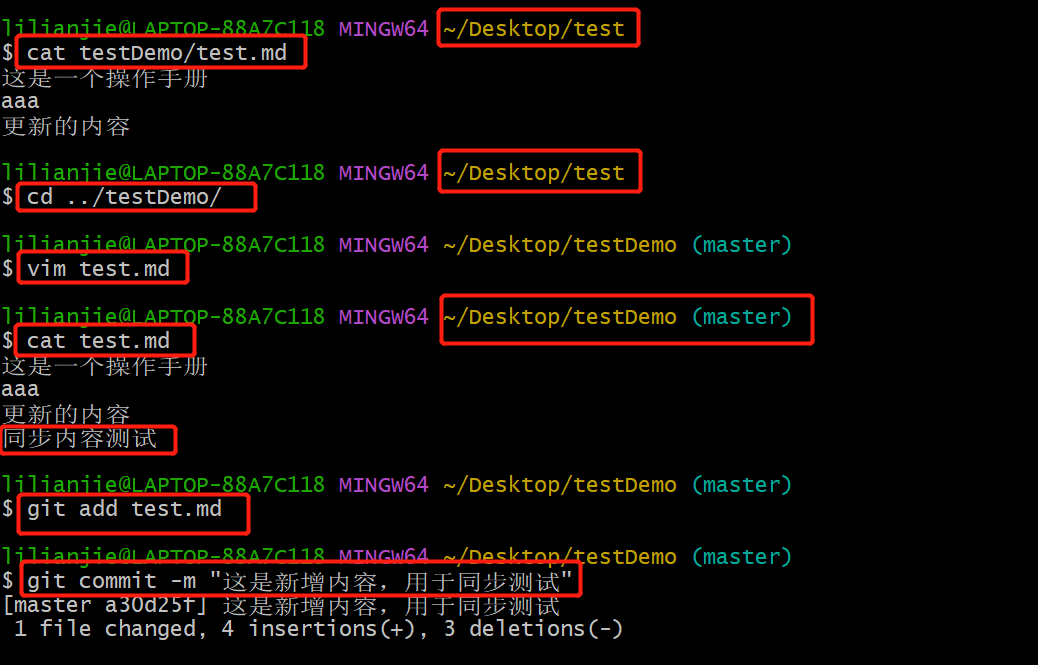 lilianjie@LAPTOP-88A7C118 MINGW64 ~/Desktop/test
$ cat testDemo/test.md
这是一个操作手册
aaa
更新的内容
lilianjie@LAPTOP-88A7C118 MINGW64 ~/Desktop/test
$ cd ../testDemo/
lilianjie@LAPTOP-88A7C118 MINGW64 ~/Desktop/testDemo (master)
$ vim test.md
lilianjie@LAPTOP-88A7C118 MINGW64 ~/Desktop/testDemo (master)
$ cat test.md
这是一个操作手册
aaa
更新的内容
同步内容测试
lilianjie@LAPTOP-88A7C118 MINGW64 ~/Desktop/testDemo (master)
$ git add test.md
lilianjie@LAPTOP-88A7C118 MINGW64 ~/Desktop/testDemo (master)
$ git commit -m "这是新增内容，用于同步测试"
[master a30d25f] 这是新增内容，用于同步测试
1 file changed, 4 insertions(+), 3 deletions(-)